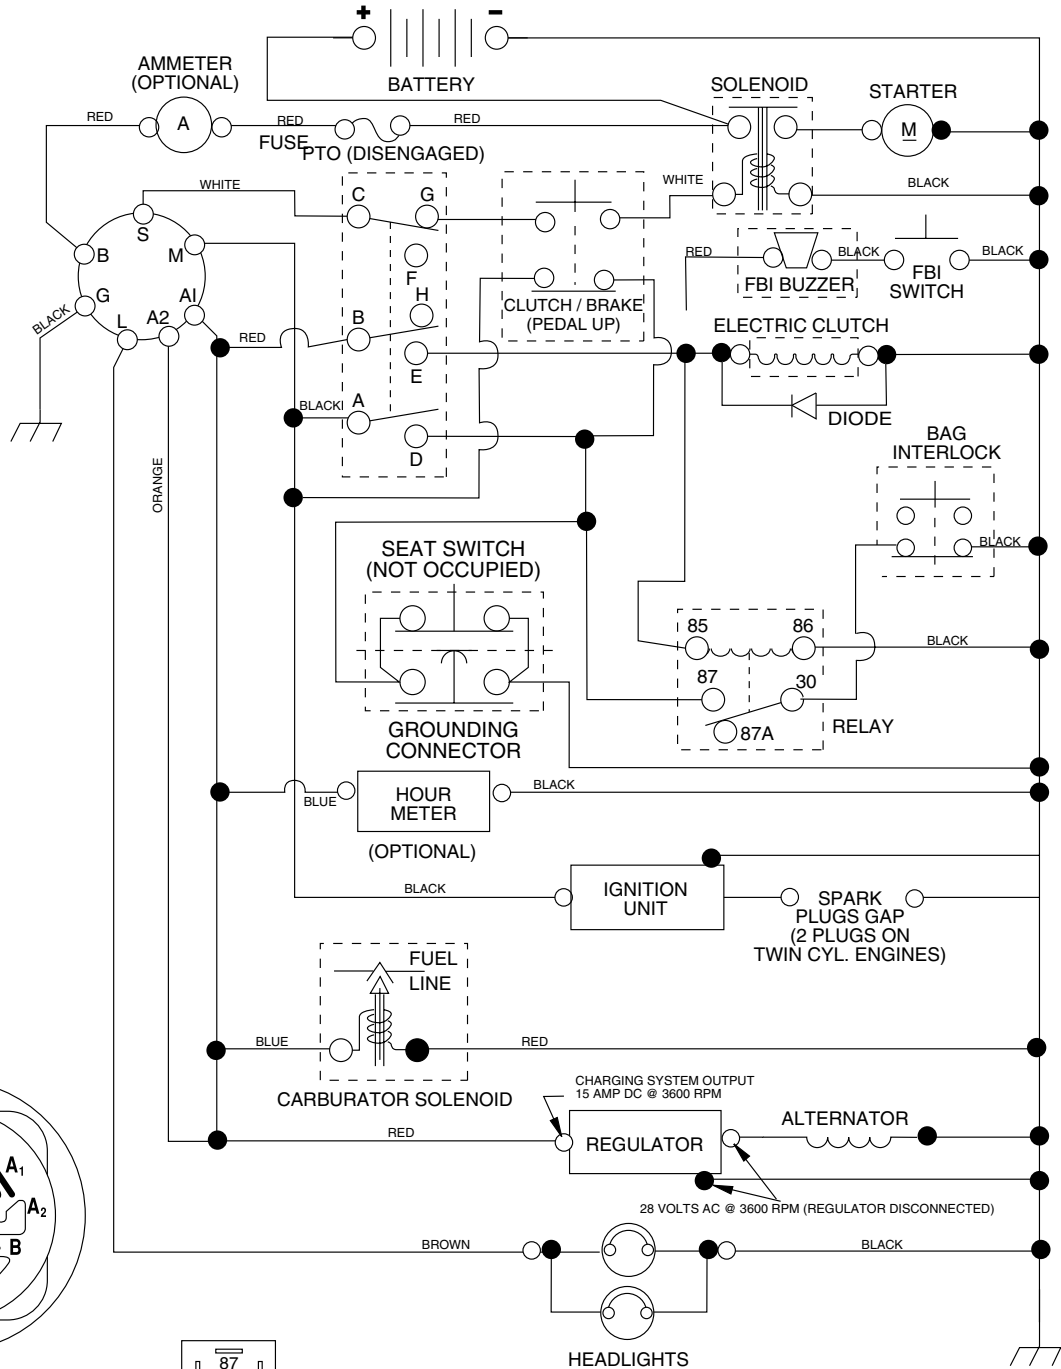 + −
BATTERY
AMMETER
(OPTIONAL)
SOLENOID
STARTER
RED
A
RED
FUSE
RED
M
PTO (DISENGAGED)
WHITE
WHITE
BLACK
C
G
S
B
M
F
RED
BLACK
BLACK
FBI BUZZER
FBI
SWITCH
G
A1
H
CLUTCH / BRAKE
(PEDAL UP)
BLACK
L
A2
RED
B
E
ELECTRIC CLUTCH
DIODE
BLACK
A
D
BAG
INTERLOCK
ORANGE
BLACK
SEAT SWITCH
(NOT OCCUPIED)
85
86
BLACK
87
30
87A
RELAY
GROUNDING
CONNECTOR
BLUE
HOUR
METER
BLACK
(OPTIONAL)
BLACK
IGNITION
UNIT
SPARK
PLUGS GAP
(2 PLUGS ON
TWIN CYL. ENGINES)
FUEL
LINE
BLUE
RED
CARBURATOR SOLENOID
CHARGING SYSTEM OUTPUT
15 AMP DC @ 3600 RPM
RED
REGULATOR
ALTERNATOR
28 VOLTS AC @ 3600 RPM (REGULATOR DISCONNECTED)
A1
A2
B
BROWN
BLACK
HEADLIGHTS
87